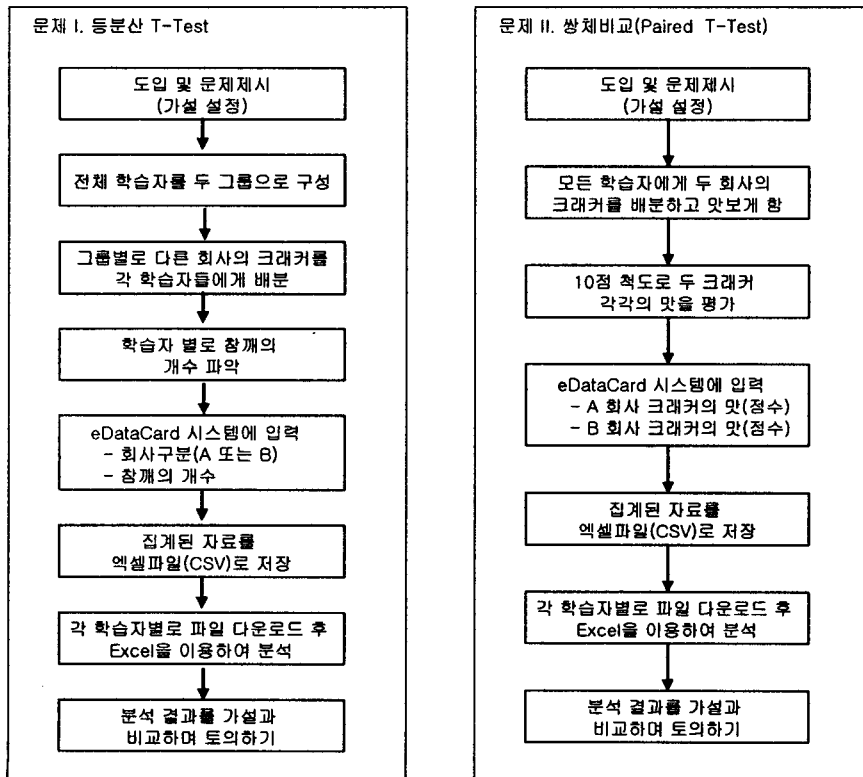 문제 I. 등분산 T-Test
도입 및 문제제시
(가설 설정)
전체 학습자를 두 그룹으로 구성
그룹별로 다른 회사의 크래커를
각 학습자들에게 배분
학습자 별로 참깨의
개수 파악
eDataCard 시스템에 입력
- 회사구분(A 또는 B)
- 참깨의 개수
집계된 자료를
엑셀파일(CSV)로 저장
각 학습자별로 파일 다운로드 후
Excel을 이용하여 분석
분석 결과를 가설과
비교하며 토의하기
문제 II. 쌍체비교(Paired T-Test)
도입 및 문제제시
(가설 설정)
모든 학습자에게 두 회사의
크래커를 배분하고 맛보게 함
10점 척도로 두 크래커
각각의 맛을 평가
eDataCard 시스템에 입력
- A 회사 크래커의 맛(점수)
- B 회사 크래커의 맛(점수)
집계된 자료를
엑셀파일(CSV)로 저장
각 학습자별로 파일 다운로드 후
Excel을 이용하여 분석
분석 결과를 가설과
비교하며 토의하기